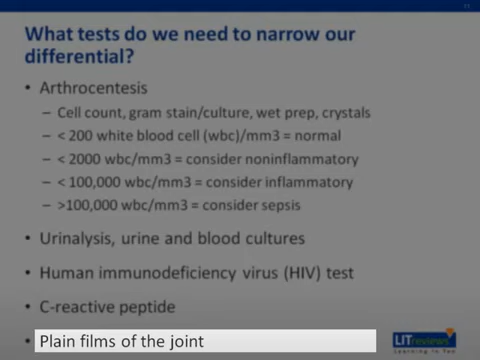 What tests do we need to narrow our
differential?
• Arthrocentesis
– Cell count, gram stain/culture, wet prep, crystals
– < 200 white blood cell (wbc)/mm3 = normal
– < 2000 wbc/mm3 = consider noninflammatory
– < 100,000 wbc/mm3 = consider inflammatory
– >100,000 wbc/mm3 = consider sepsis
• Urinalysis, urine and blood cultures
• Human immunodeficiency virus (HIV) test
• C-reactive peptide
• Plain films of the joint
LITreviews
Learning In Ten